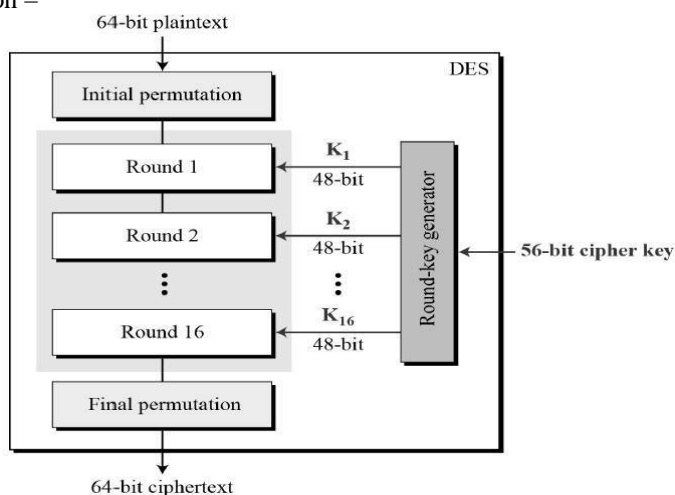 64-bit plaintext
DES
Initial permutation
Round 1
K1
48-bit
Round 2
K2
48-bit
Round 16
K16
48-bit
Round-key generator
56-bit cipher key
Final permutation
64-bit ciphertext